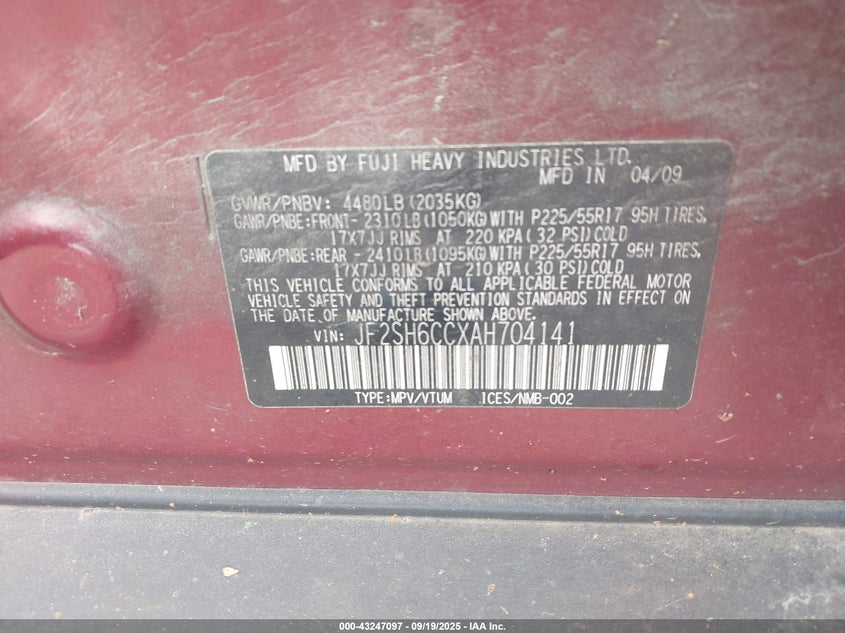 MFD BY FUJI HEAVY INDUSTRIES LTD.
MFD IN 04/09
GVWR/PNBV: 4480LB(2035KG)
GAWR/PNBE:FRONT- 2310LB(1050KG)WITH P225/55R17 95H TIRES,
17X7JJ RIMS AT 220 KPA(32 PSI)COLD
GAWR/PNBE:REAR - 2410LB(1095KG)WITH P225/55R17 95H TIRES,
17X7JJ RIMS AT 210 KPA(30 PSI)COLD
THIS VEHICLE CONFORMS TO ALL APPLICABLE FEDERAL MOTOR
VEHICLE SAFETY AND THEFT PREVENTION STANDARDS IN EFFECT
ON THE DATE OF MANUFACTURE SHOWN ABOVE.
VIN: JF2SH6CCXAH704141
TYPE:MPV/VTUM ICES/NMB-002
000-43247097 - 09/19/2025 - IAA Inc.